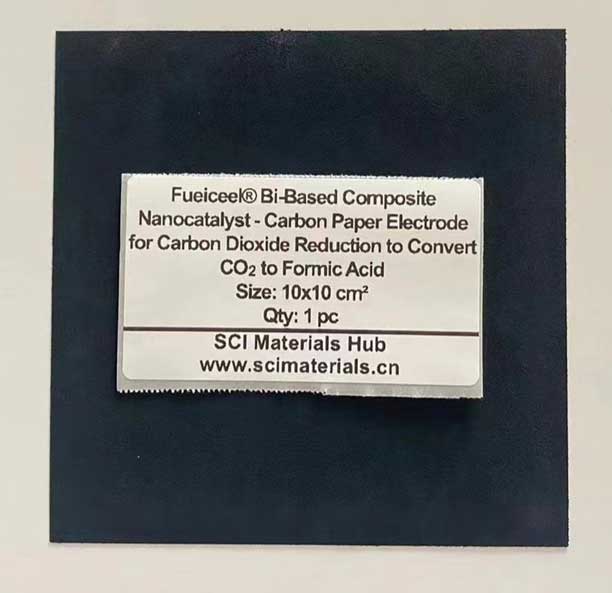 Fueiceel® Bi-Based Composite
Nanocatalyst - Carbon Paper Electrode
for Carbon Dioxide Reduction to Convert
CO₂ to Formic Acid
Size: 10x10 cm²
Qty: 1 pc
SCI Materials Hub
www.scimaterials.cn